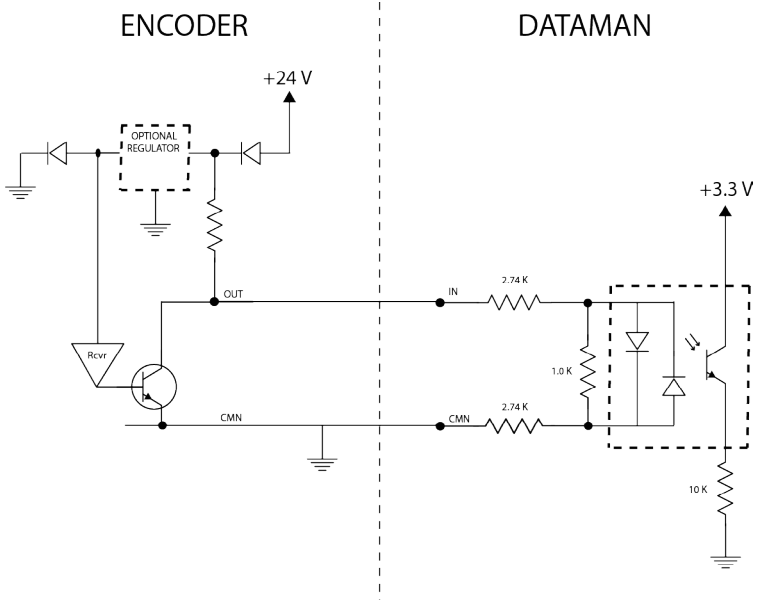 ENCODER
DATAMAN
+24 V
OPTIONAL
REGULATOR
+3.3 V
OUT
IN
2.74 K
Rcvr
1.0 K
CMN
CMN
2.74 K
10 K